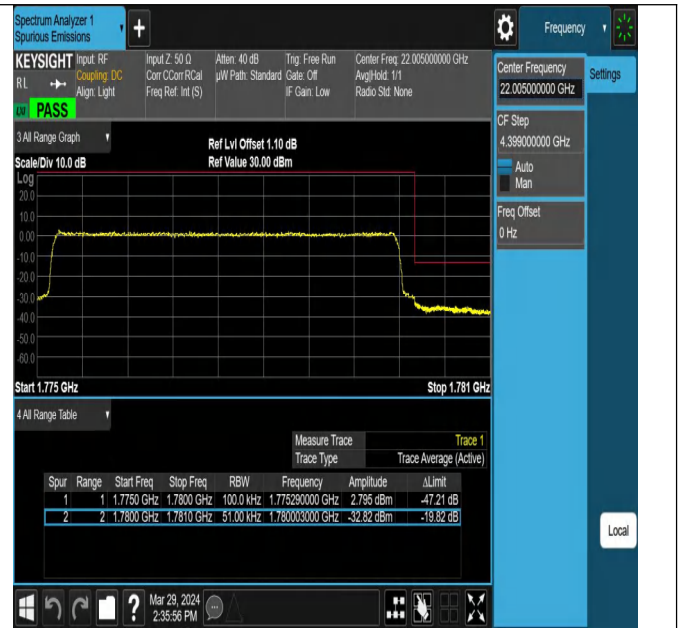 Spectrum Analyzer 1
Spurious Emissions
+
Frequency
KEYSIGHT Input: RF Input Z: 50 Ω Atten: 40 dB Trig: Free Run Center Freq: 22.005000000 GHz
RL Coupling: DC Corr CCorr RCal µW Path: Standard Gate: Off Avg|Hold: 1/1
Align: Light Freq Ref: Int (S) IF Gain: Low Radio Std: None
PASS
Center Frequency
22.005000000 GHz
Settings
CF Step
4.399000000 GHz
Auto
Man
Freq Offset
0 Hz
3 All Range Graph
Ref Lvl Offset 1.10 dB
Scale/Div 10.0 dB Ref Value 30.00 dBm
Log
20.0
10.0
0.00
-10.0
-20.0
-30.0
-40.0
-50.0
-60.0
Start 1.775 GHz Stop 1.781 GHz
4 All Range Table
Measure Trace Trace 1
Trace Type Trace Average (Active)
Spur Range Start Freq Stop Freq RBW Frequency Amplitude ΔLimit
1 1 1.7750 GHz 1.7800 GHz 100.0 kHz 1.775290000 GHz 2.795 dBm -47.21 dB
2 2 1.7800 GHz 1.7810 GHz 51.00 kHz 1.780003000 GHz -32.82 dBm -19.82 dB
Local
? Mar 29, 2024
2:35:56 PM